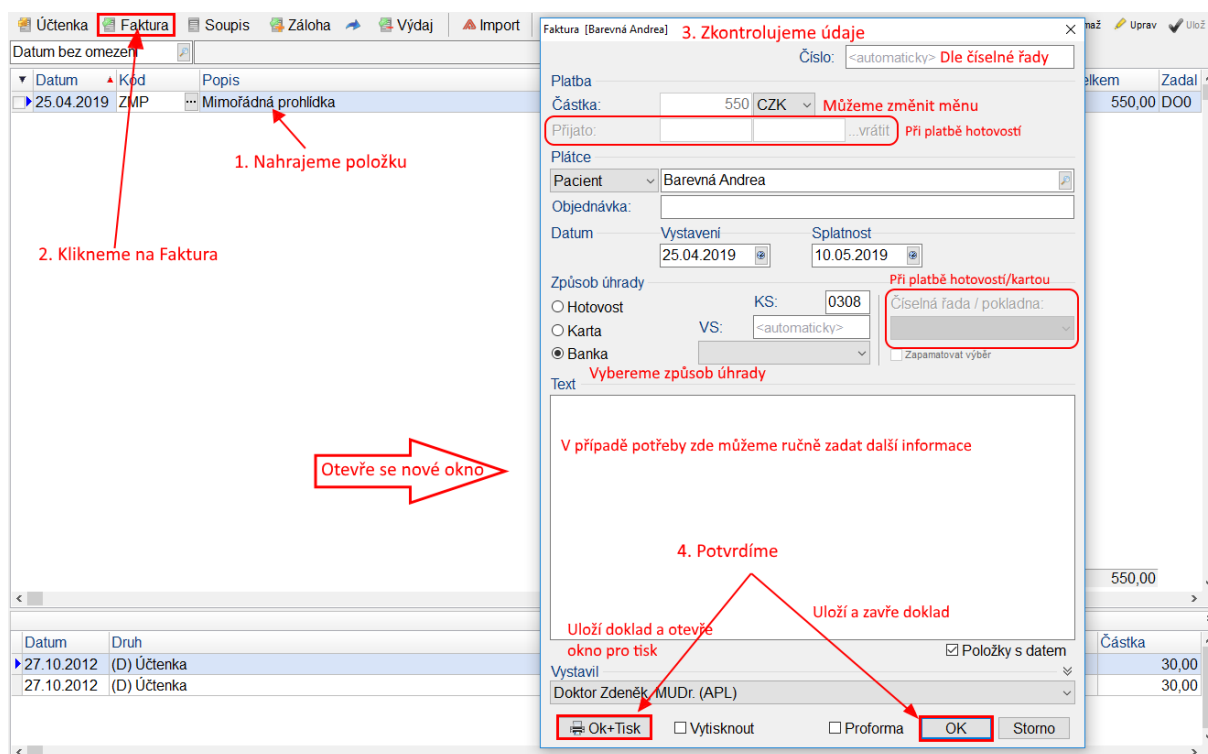 Účtenka Faktura Soupis Záloha Výdaj Import
maž Uprav Ulož
Datum bez omezení
Datum Kód Popis
elkem Zadal
25.04.2019 ZMP ... Mimořádná prohlídka
550,00 DO0
1. Nahrajeme položku
2. Klikneme na Faktura
Otevře se nové okno
550,00
Faktura [Barevná Andrea]
3. Zkontrolujeme údaje
Číslo: <automaticky> Dle číselné řady
Platba
Částka: 550 CZK Můžeme změnit měnu
Přijato: ...vrátit Při platbě hotovostí
Plátce
Pacient Barevná Andrea
Objednávka:
Datum Vystavení Splatnost
25.04.2019 10.05.2019
Způsob úhrady
Při platbě hotovostí/kartou
Hotovost KS: 0308 Číselná řada / pokladna:
Karta VS: <automaticky>
Banka Zapamatovat výběr
Vybereme způsob úhrady
Text
V případě potřeby zde můžeme ručně zadat další informace
4. Potvrdíme
Uloží a zavře doklad
Uloží doklad a otevře
okno pro tisk
Položky s datem
Vystavil
Doktor Zdeněk, MUDr. (APL)
Ok+Tisk Vytisknout Proforma OK Storno
Datum Druh Částka
27.10.2012 (D) Účtenka 30,00
27.10.2012 (D) Účtenka 30,00